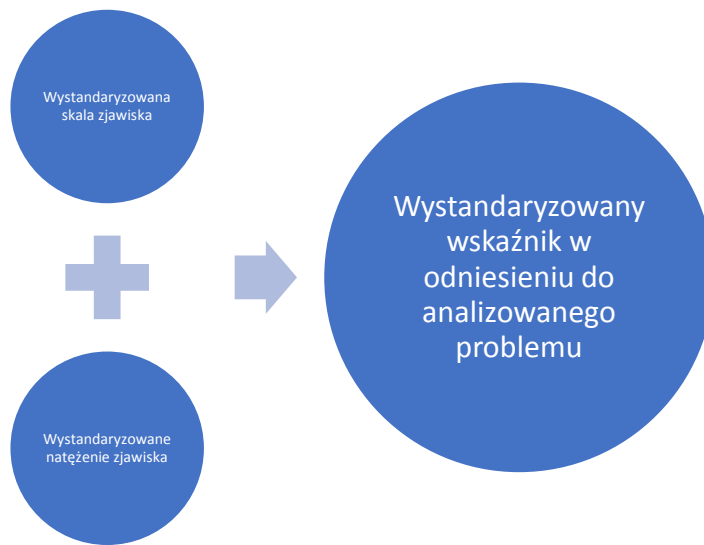 Wystandaryzowana
skala zjawiska
Wystandaryzowane
natężenie zjawiska
Wystandaryzowany
wskaźnik w
odniesieniu do
analizowanego
problemu